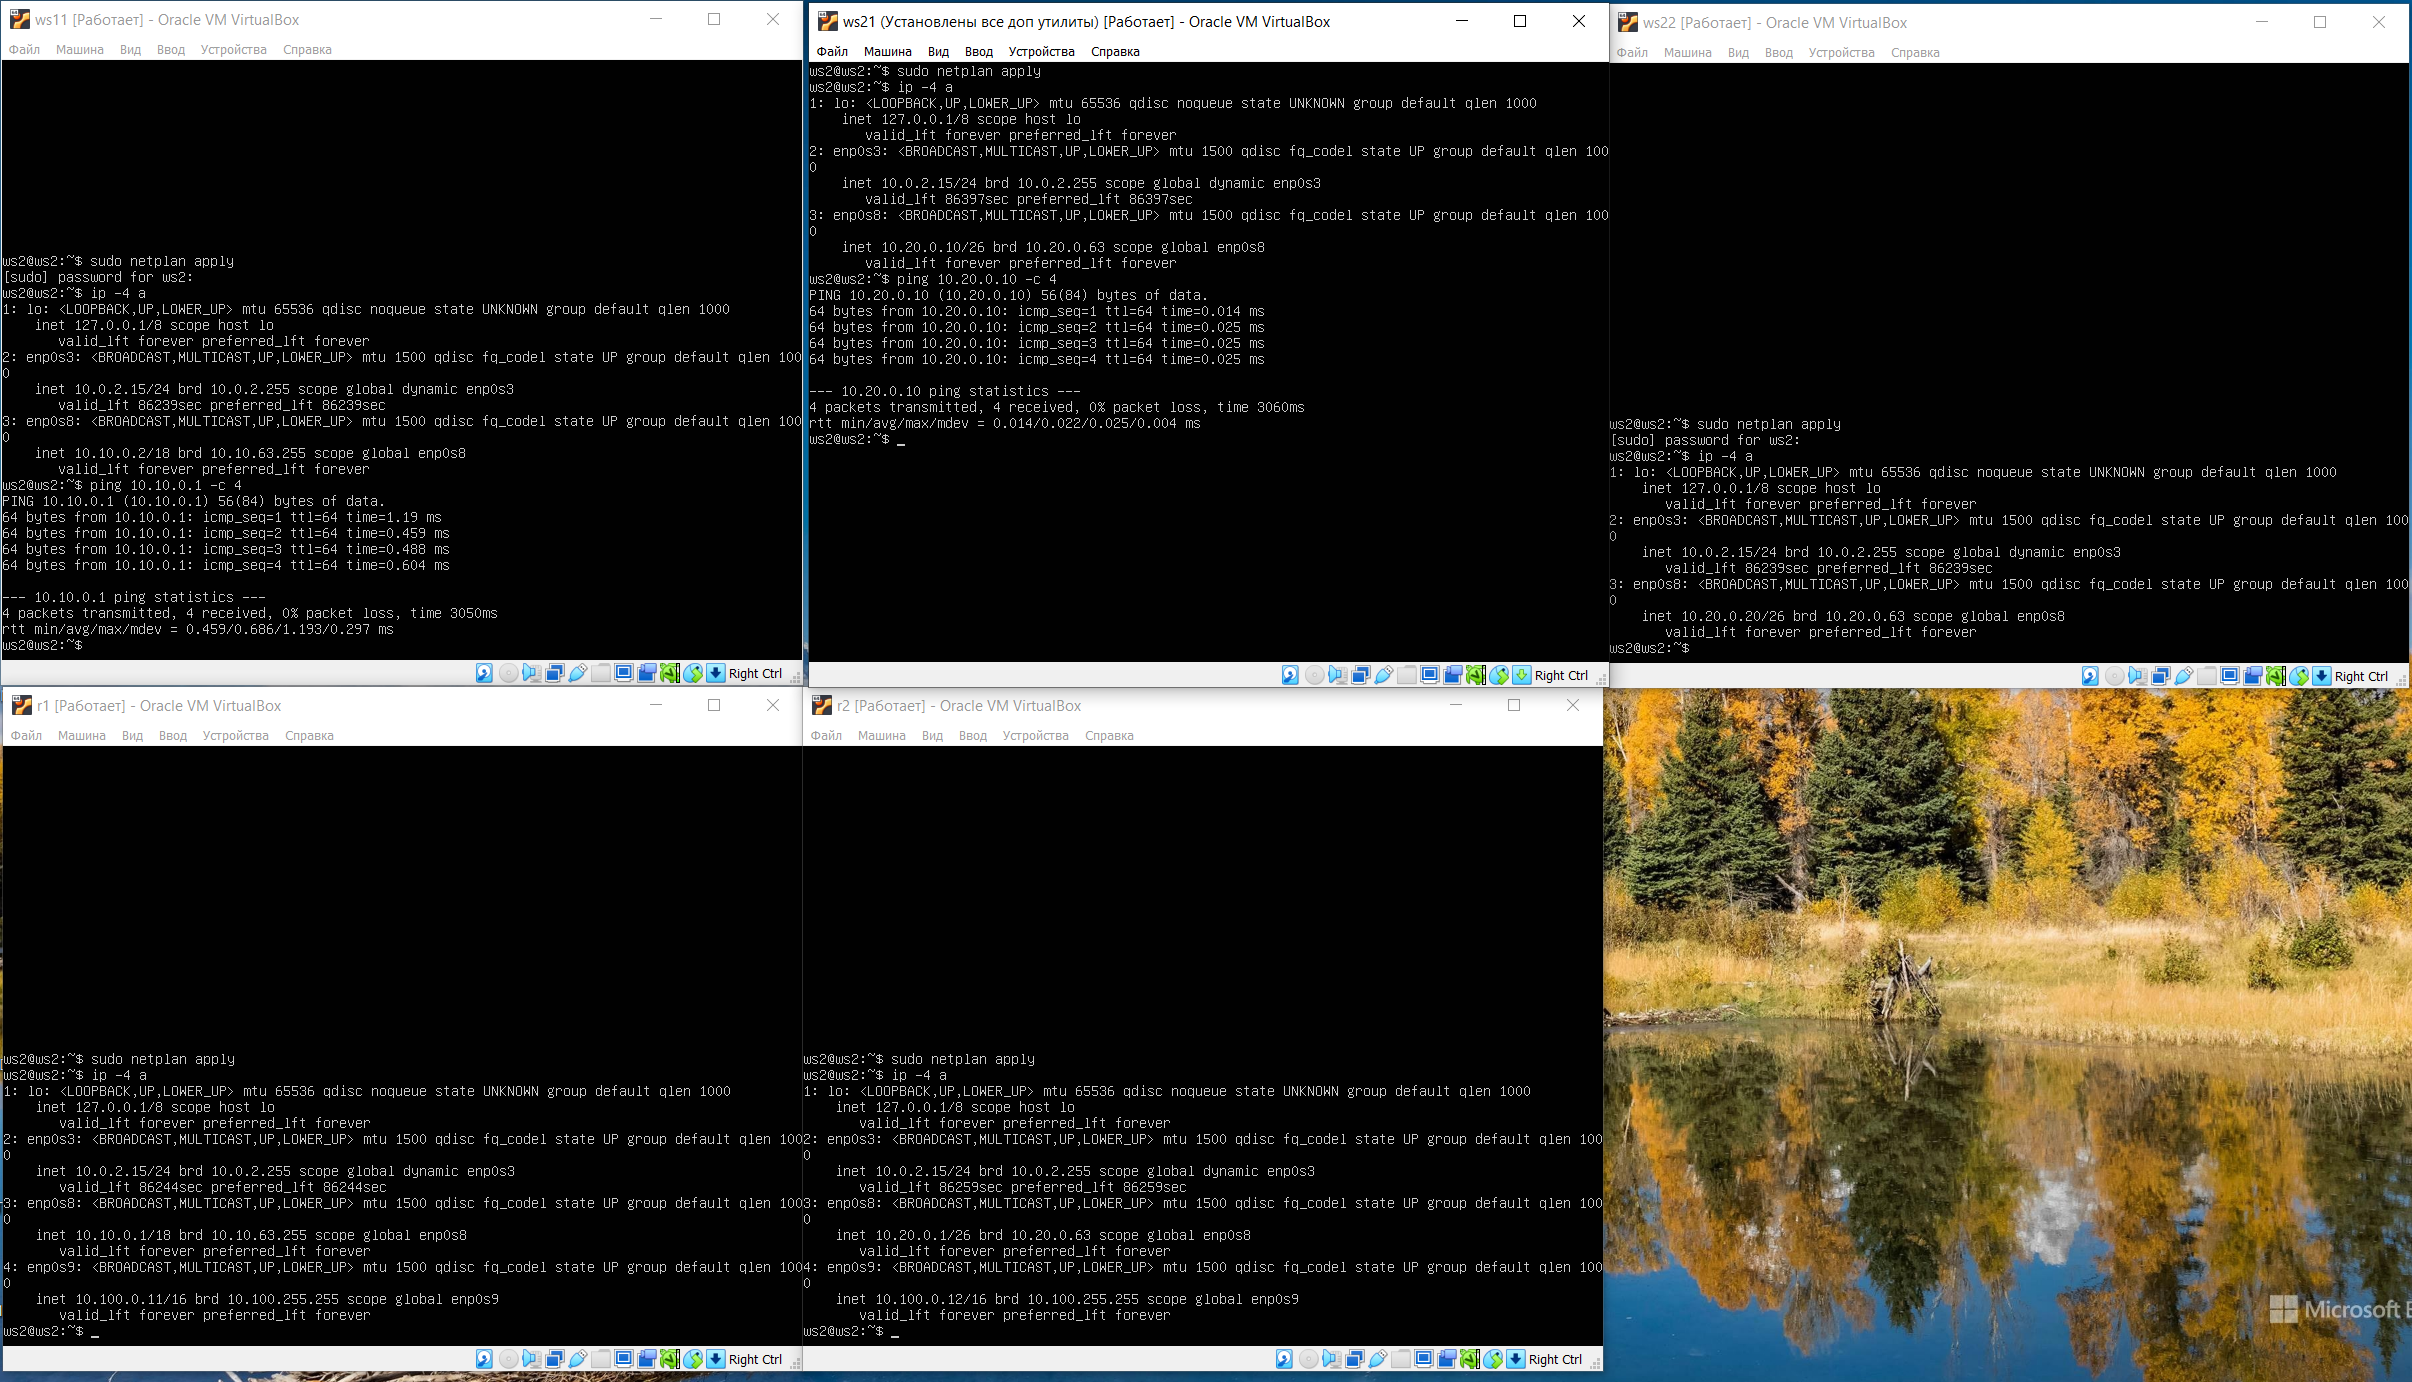 ws11 [Работает] - Oracle VM VirtualBox
Файл Машина Вид Ввод Устройства Справка
ws2@ws2:~$ sudo netplan apply
[sudo] password for ws2:
ws2@ws2:~$ ip -4 a
1: lo: <LOOPBACK,UP,LOWER_UP> mtu 65536 qdisc noqueue state UNKNOWN group default qlen 1000
inet 127.0.0.1/8 scope host lo
valid_lft forever preferred_lft forever
2: enp0s3: <BROADCAST,MULTICAST,UP,LOWER_UP> mtu 1500 qdisc fq_codel state UP group default qlen 100
0
inet 10.0.2.15/24 brd 10.0.2.255 scope global dynamic enp0s3
valid_lft 86239sec preferred_lft 86239sec
3: enp0s8: <BROADCAST,MULTICAST,UP,LOWER_UP> mtu 1500 qdisc fq_codel state UP group default qlen 100
0
inet 10.10.0.2/18 brd 10.10.63.255 scope global enp0s8
valid_lft forever preferred_lft forever
ws2@ws2:~$ ping 10.10.0.1 -c 4
PING 10.10.0.1 (10.10.0.1) 56(84) bytes of data.
64 bytes from 10.10.0.1: icmp_seq=1 ttl=64 time=1.19 ms
64 bytes from 10.10.0.1: icmp_seq=2 ttl=64 time=0.459 ms
64 bytes from 10.10.0.1: icmp_seq=3 ttl=64 time=0.488 ms
64 bytes from 10.10.0.1: icmp_seq=4 ttl=64 time=0.604 ms
--- 10.10.0.1 ping statistics ---
4 packets transmitted, 4 received, 0% packet loss, time 3050ms
rtt min/avg/max/mdev = 0.459/0.686/1.193/0.297 ms
ws2@ws2:~$
Right Ctrl
ws21 (Установлены все доп утилиты) [Работает] - Oracle VM VirtualBox
Файл Машина Вид Ввод Устройства Справка
ws2@ws2:~$ sudo netplan apply
ws2@ws2:~$ ip -4 a
1: lo: <LOOPBACK,UP,LOWER_UP> mtu 65536 qdisc noqueue state UNKNOWN group default qlen 1000
inet 127.0.0.1/8 scope host lo
valid_lft forever preferred_lft forever
2: enp0s3: <BROADCAST,MULTICAST,UP,LOWER_UP> mtu 1500 qdisc fq_codel state UP group default qlen 100
0
inet 10.0.2.15/24 brd 10.0.2.255 scope global dynamic enp0s3
valid_lft 86397sec preferred_lft 86397sec
3: enp0s8: <BROADCAST,MULTICAST,UP,LOWER_UP> mtu 1500 qdisc fq_codel state UP group default qlen 100
0
inet 10.20.0.10/26 brd 10.20.0.63 scope global enp0s8
valid_lft forever preferred_lft forever
ws2@ws2:~$ ping 10.20.0.10 -c 4
PING 10.20.0.10 (10.20.0.10) 56(84) bytes of data.
64 bytes from 10.20.0.10: icmp_seq=1 ttl=64 time=0.014 ms
64 bytes from 10.20.0.10: icmp_seq=2 ttl=64 time=0.025 ms
64 bytes from 10.20.0.10: icmp_seq=3 ttl=64 time=0.025 ms
64 bytes from 10.20.0.10: icmp_seq=4 ttl=64 time=0.025 ms
--- 10.20.0.10 ping statistics ---
4 packets transmitted, 4 received, 0% packet loss, time 3060ms
rtt min/avg/max/mdev = 0.014/0.022/0.025/0.004 ms
ws2@ws2:~$ _
Right Ctrl
ws22 [Работает] - Oracle VM VirtualBox
Файл Машина Вид Ввод Устройства Справка
ws2@ws2:~$ sudo netplan apply
[sudo] password for ws2:
ws2@ws2:~$ ip -4 a
1: lo: <LOOPBACK,UP,LOWER_UP> mtu 65536 qdisc noqueue state UNKNOWN group default qlen 1000
inet 127.0.0.1/8 scope host lo
valid_lft forever preferred_lft forever
2: enp0s3: <BROADCAST,MULTICAST,UP,LOWER_UP> mtu 1500 qdisc fq_codel state UP group default qlen 100
0
inet 10.0.2.15/24 brd 10.0.2.255 scope global dynamic enp0s3
valid_lft 86239sec preferred_lft 86239sec
3: enp0s8: <BROADCAST,MULTICAST,UP,LOWER_UP> mtu 1500 qdisc fq_codel state UP group default qlen 100
0
inet 10.20.0.20/26 brd 10.20.0.63 scope global enp0s8
valid_lft forever preferred_lft forever
ws2@ws2:~$
Right Ctrl
r1 [Работает] - Oracle VM VirtualBox
Файл Машина Вид Ввод Устройства Справка
ws2@ws2:~$ sudo netplan apply
ws2@ws2:~$ ip -4 a
1: lo: <LOOPBACK,UP,LOWER_UP> mtu 65536 qdisc noqueue state UNKNOWN group default qlen 1000
inet 127.0.0.1/8 scope host lo
valid_lft forever preferred_lft forever
2: enp0s3: <BROADCAST,MULTICAST,UP,LOWER_UP> mtu 1500 qdisc fq_codel state UP group default qlen 100
0
inet 10.0.2.15/24 brd 10.0.2.255 scope global dynamic enp0s3
valid_lft 86244sec preferred_lft 86244sec
3: enp0s8: <BROADCAST,MULTICAST,UP,LOWER_UP> mtu 1500 qdisc fq_codel state UP group default qlen 100
0
inet 10.10.0.1/18 brd 10.10.63.255 scope global enp0s8
valid_lft forever preferred_lft forever
4: enp0s9: <BROADCAST,MULTICAST,UP,LOWER_UP> mtu 1500 qdisc fq_codel state UP group default qlen 100
0
inet 10.100.0.11/16 brd 10.100.255.255 scope global enp0s9
valid_lft forever preferred_lft forever
ws2@ws2:~$ _
Right Ctrl
r2 [Работает] - Oracle VM VirtualBox
Файл Машина Вид Ввод Устройства Справка
ws2@ws2:~$ sudo netplan apply
ws2@ws2:~$ ip -4 a
1: lo: <LOOPBACK,UP,LOWER_UP> mtu 65536 qdisc noqueue state UNKNOWN group default qlen 1000
inet 127.0.0.1/8 scope host lo
valid_lft forever preferred_lft forever
2: enp0s3: <BROADCAST,MULTICAST,UP,LOWER_UP> mtu 1500 qdisc fq_codel state UP group default qlen 100
0
inet 10.0.2.15/24 brd 10.0.2.255 scope global dynamic enp0s3
valid_lft 86259sec preferred_lft 86259sec
3: enp0s8: <BROADCAST,MULTICAST,UP,LOWER_UP> mtu 1500 qdisc fq_codel state UP group default qlen 100
0
inet 10.20.0.1/26 brd 10.20.0.63 scope global enp0s8
valid_lft forever preferred_lft forever
4: enp0s9: <BROADCAST,MULTICAST,UP,LOWER_UP> mtu 1500 qdisc fq_codel state UP group default qlen 100
0
inet 10.100.0.12/16 brd 10.100.255.255 scope global enp0s9
valid_lft forever preferred_lft forever
ws2@ws2:~$ _
Right Ctrl
Microsoft